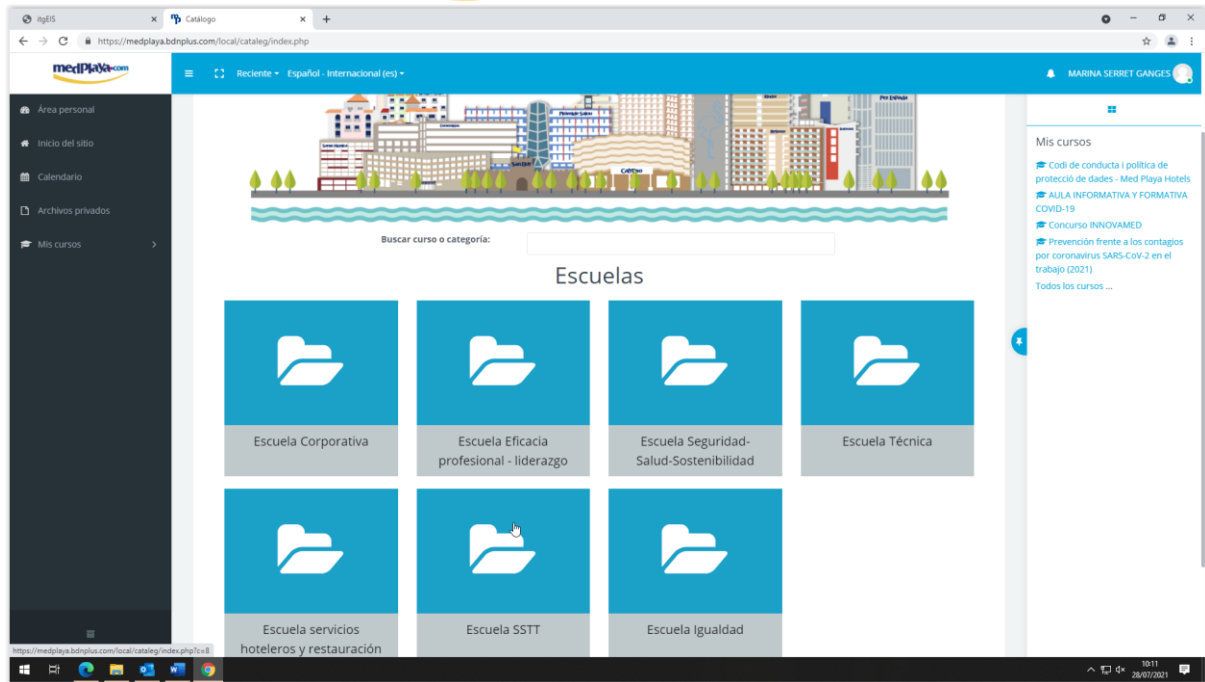 itgEIS
Catálogo
https://medplaya.bdnplus.com/local/cataleg/index.php
medPlaya.com
Reciente
Español - Internacional (es)
MARINA SERRET GANGES
Área personal
Inicio del sitio
Calendario
Archivos privados
Mis cursos
Buscar curso o categoría:
Escuelas
Escuela Corporativa
Escuela Eficacia
profesional - liderazgo
Escuela Seguridad-
Salud-Sostenibilidad
Escuela Técnica
Escuela servicios
hoteleros y restauración
Escuela SSTT
Escuela Igualdad
Mis cursos
Codi de conducta i política de
protecció de dades - Med Playa Hotels
AULA INFORMATIVA Y FORMATIVA
COVID-19
Concurso INNOVAMED
Prevención frente a los contagios
por coronavirus SARS-CoV-2 en el
trabajo (2021)
Todos los cursos ...
https://medplaya.bdnplus.com/local/cataleg/index.php?c=8
10:11
28/07/2021